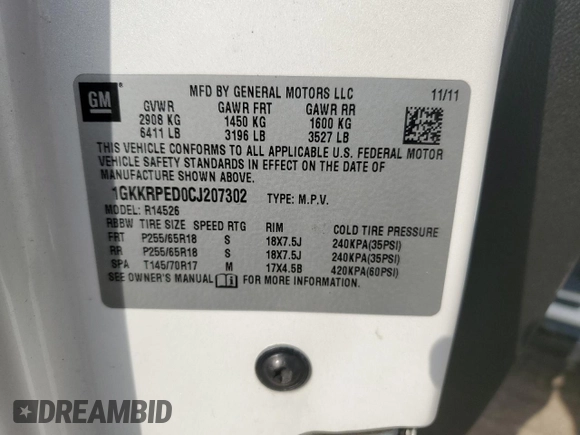 GM
MFD BY GENERAL MOTORS LLC 11/11
GVWR GAWR FRT GAWR RR
2908 KG 1450 KG 1600 KG
6411 LB 3196 LB 3527 LB
THIS VEHICLE CONFORMS TO ALL APPLICABLE U.S. FEDERAL MOTOR
VEHICLE SAFETY STANDARDS IN EFFECT ON THE DATE OF
MANUFACTURE SHOWN ABOVE.
1GKKRPED0CJ207302 TYPE: M.P.V.
MODEL: R14526
RBBW TIRE SIZE SPEED RTG RIM COLD TIRE PRESSURE
FRT P255/65R18 S 18X7.5J 240KPA(35PSI)
RR P255/65R18 S 18X7.5J 240KPA(35PSI)
SPA T145/70R17 M 17X4.5B 420KPA(60PSI)
SEE OWNER'S MANUAL FOR MORE INFORMATION.
DREAMBID